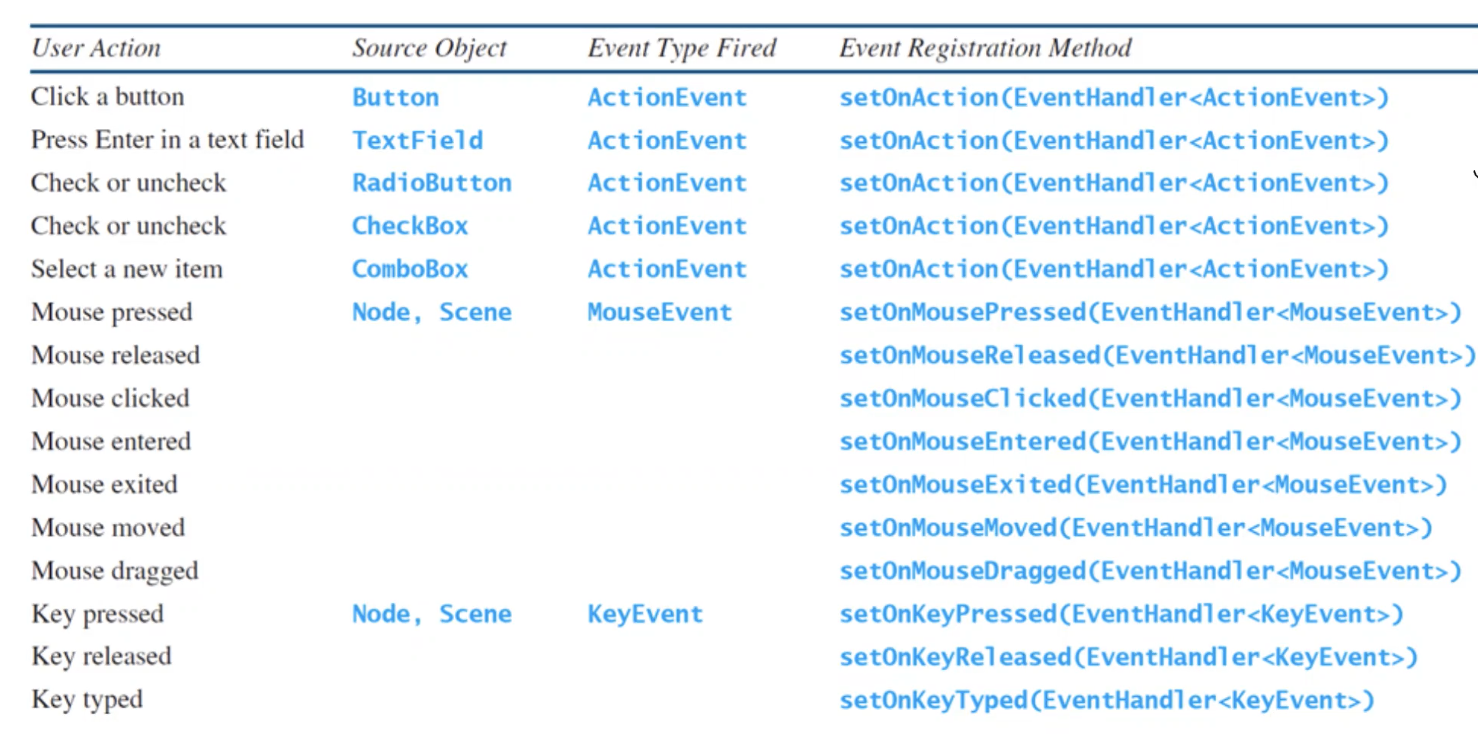 User Action Source Object Event Type Fired Event Registration Method
Click a button Button ActionEvent setOnAction(EventHandler<ActionEvent>)
Press Enter in a text field TextField ActionEvent setOnAction(EventHandler<ActionEvent>)
Check or uncheck RadioButton ActionEvent setOnAction(EventHandler<ActionEvent>)
Check or uncheck CheckBox ActionEvent setOnAction(EventHandler<ActionEvent>)
Select a new item ComboBox ActionEvent setOnAction(EventHandler<ActionEvent>)
Mouse pressed Node, Scene MouseEvent setOnMousePressed(EventHandler<MouseEvent>)
Mouse released setOnMouseReleased(EventHandler<MouseEvent>)
Mouse clicked setOnMouseClicked(EventHandler<MouseEvent>)
Mouse entered setOnMouseEntered(EventHandler<MouseEvent>)
Mouse exited setOnMouseExited(EventHandler<MouseEvent>)
Mouse moved setOnMouseMoved(EventHandler<MouseEvent>)
Mouse dragged setOnMouseDragged(EventHandler<MouseEvent>)
Key pressed Node, Scene KeyEvent setOnKeyPressed(EventHandler<KeyEvent>)
Key released setOnKeyReleased(EventHandler<KeyEvent>)
Key typed setOnKeyTyped(EventHandler<KeyEvent>)